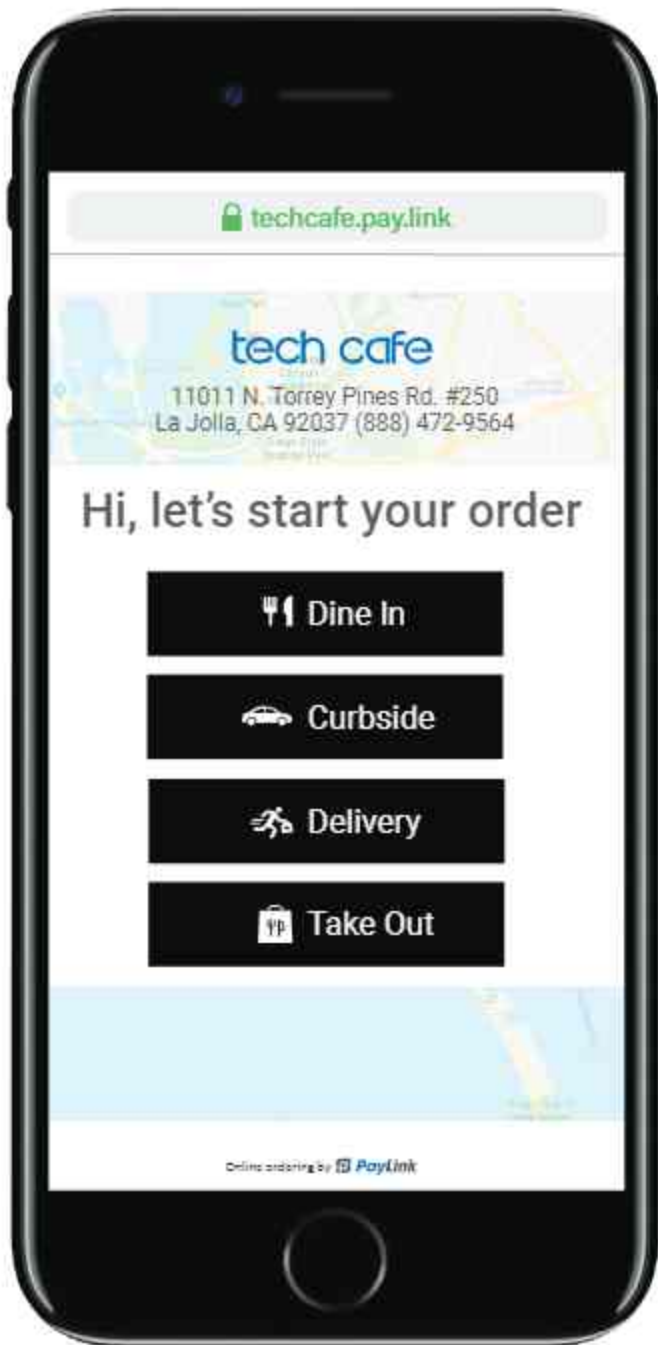 techcafe.pay.link
tech cafe
11011 N. Torrey Pines Rd. #250
La Jolla, CA 92037 (888) 472-9564
Hi, let's start your order
Dine In
Curbside
Delivery
Take Out
Online ordering by PayLink